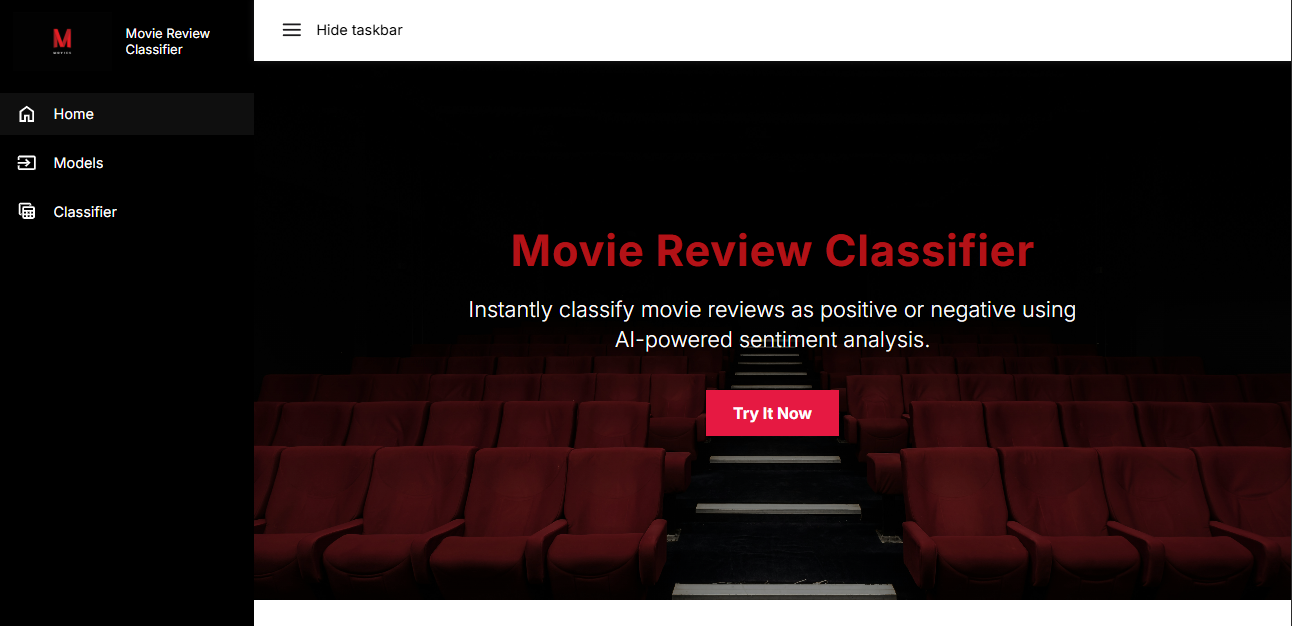 M
Movie Review
Classifier
Hide taskbar
Home
Models
Classifier
Movie Review Classifier
Instantly classify movie reviews as positive or negative using
AI-powered sentiment analysis.
Try It Now